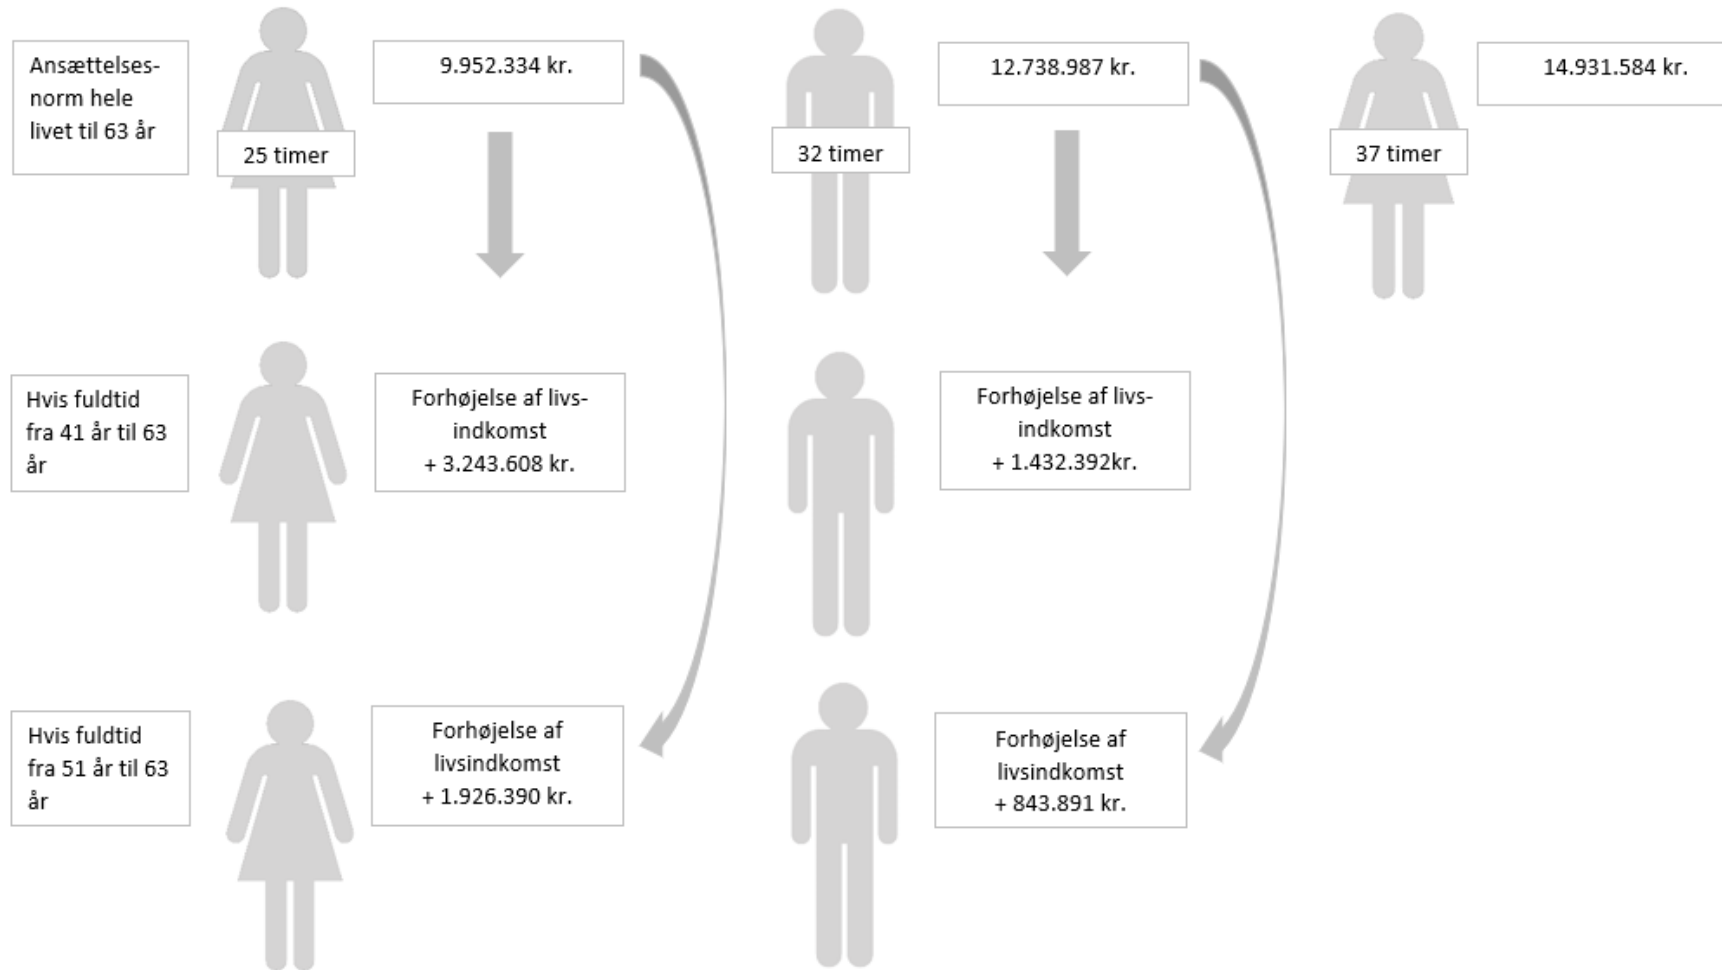 Ansættelses-
norm hele
livet til 63 år
25 timer
9.952.334 kr.
32 timer
12.738.987 kr.
37 timer
14.931.584 kr.
Hvis fuldtid
fra 41 år til 63
år
Forhøjelse af livs-
indkomst
+ 3.243.608 kr.
Forhøjelse af livs-
indkomst
+ 1.432.392kr.
Hvis fuldtid
fra 51 år til 63
år
Forhøjelse af
livsindkomst
+ 1.926.390 kr.
Forhøjelse af
livsindkomst
+ 843.891 kr.